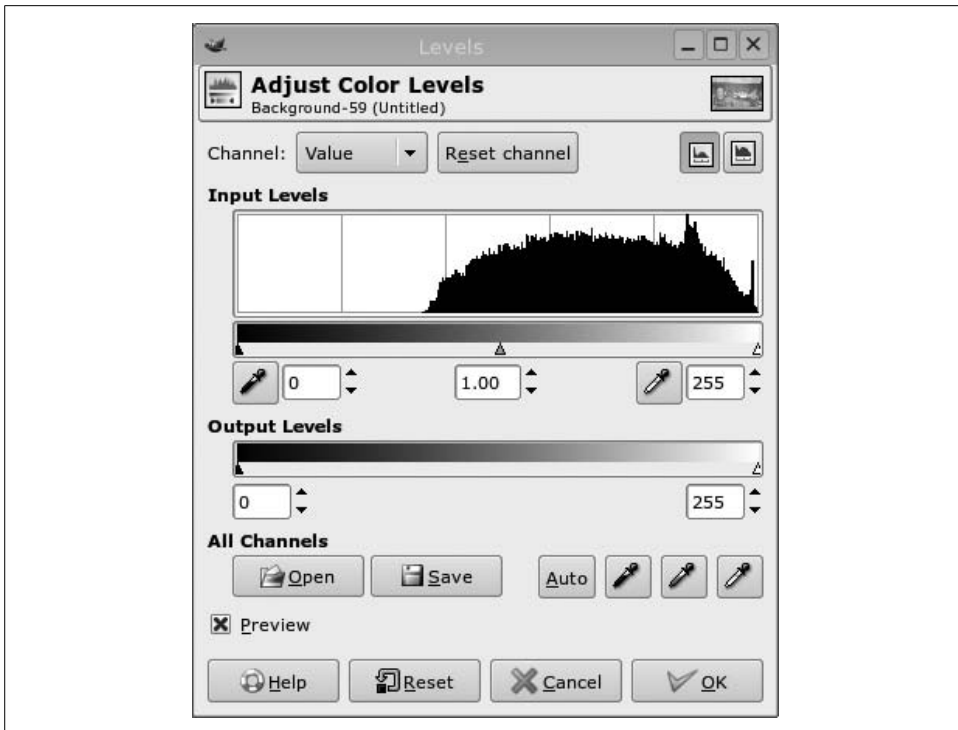 Levels
Adjust Color Levels
Background-59 (Untitled)
Channel: Value Reset channel
Input Levels
0 1.00 255
Output Levels
0 255
All Channels
Open Save Auto
Preview
Help Reset Cancel OK